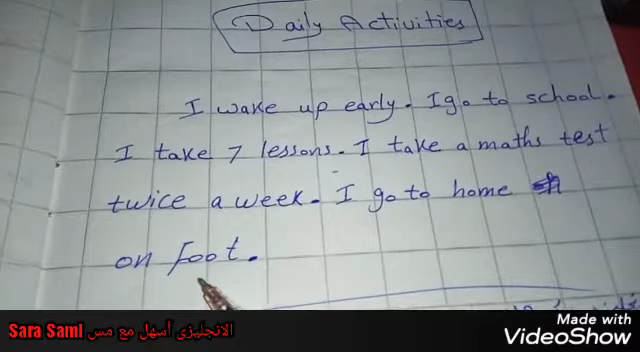 Daily Activities
I wake up early. I go to school.
I take 7 lessons. I take a maths test
twice a week. I go to home
on foot.
Sara Sami الانجليزى أسهل مع مس
Made with
VideoShow